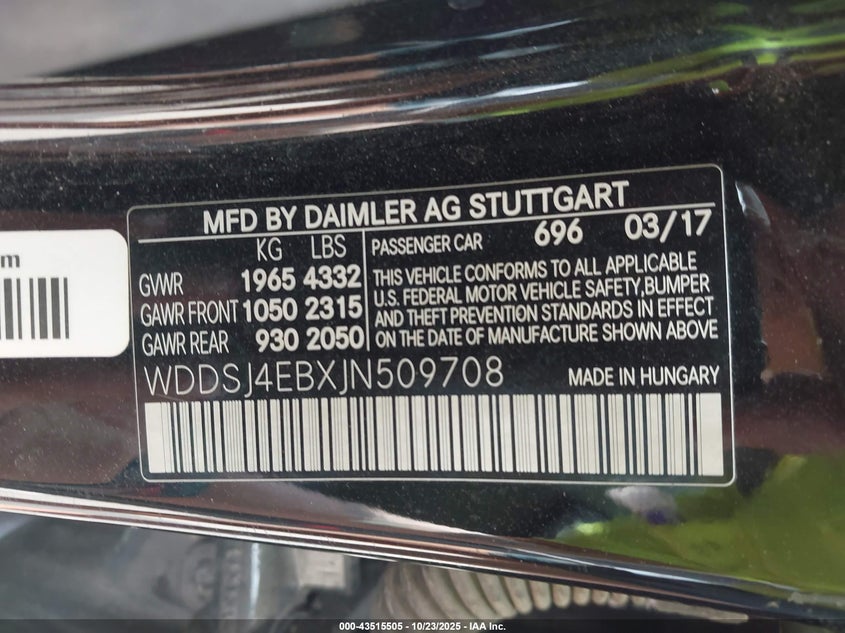 MFD BY DAIMLER AG STUTTGART
KG LBS
PASSENGER CAR 696 03/17
GVWR 1965 4332
GAWR FRONT 1050 2315
GAWR REAR 930 2050
THIS VEHICLE CONFORMS TO ALL APPLICABLE
U.S. FEDERAL MOTOR VEHICLE SAFETY, BUMPER
AND THEFT PREVENTION STANDARDS IN EFFECT
ON THE DATE OF MANUFACTURE SHOWN ABOVE
WDDSJ4EBXJN509708
MADE IN HUNGARY
000-43515505 - 10/23/2025 - IAA Inc.